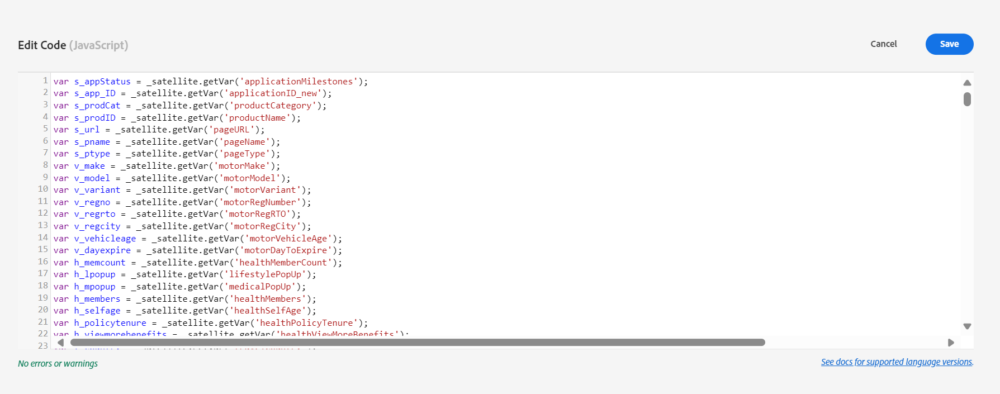 Edit Code (JavaScript)
Cancel
Save
1 var s_appStatus = _satellite.getVar('applicationMilestones');
2 var s_app_ID = _satellite.getVar('applicationID_new');
3 var s_prodCat = _satellite.getVar('productCategory');
4 var s_prodID = _satellite.getVar('productName');
5 var s_url = _satellite.getVar('pageURL');
6 var s_pname = _satellite.getVar('pageName');
7 var s_ptype = _satellite.getVar('pageType');
8 var v_make = _satellite.getVar('motorMake');
9 var v_model = _satellite.getVar('motorModel');
10 var v_variant = _satellite.getVar('motorVariant');
11 var v_regno = _satellite.getVar('motorRegNumber');
12 var v_regrto = _satellite.getVar('motorRegRTO');
13 var v_regcity = _satellite.getVar('motorRegCity');
14 var v_vehicleage = _satellite.getVar('motorVehicleAge');
15 var v_dayexpire = _satellite.getVar('motorDayToExpire');
16 var h_memcount = _satellite.getVar('healthMemberCount');
17 var h_lpopup = _satellite.getVar('lifestylePopUp');
18 var h_mpopup = _satellite.getVar('medicalPopUp');
19 var h_members = _satellite.getVar('healthMembers');
20 var h_selfage = _satellite.getVar('healthSelfAge');
21 var h_policytenure = _satellite.getVar('healthPolicyTenure');
22 var h_viewmorebenefits = _satellite.getVar('healthViewMoreBenefits');
23
No errors or warnings
See docs for supported language versions.